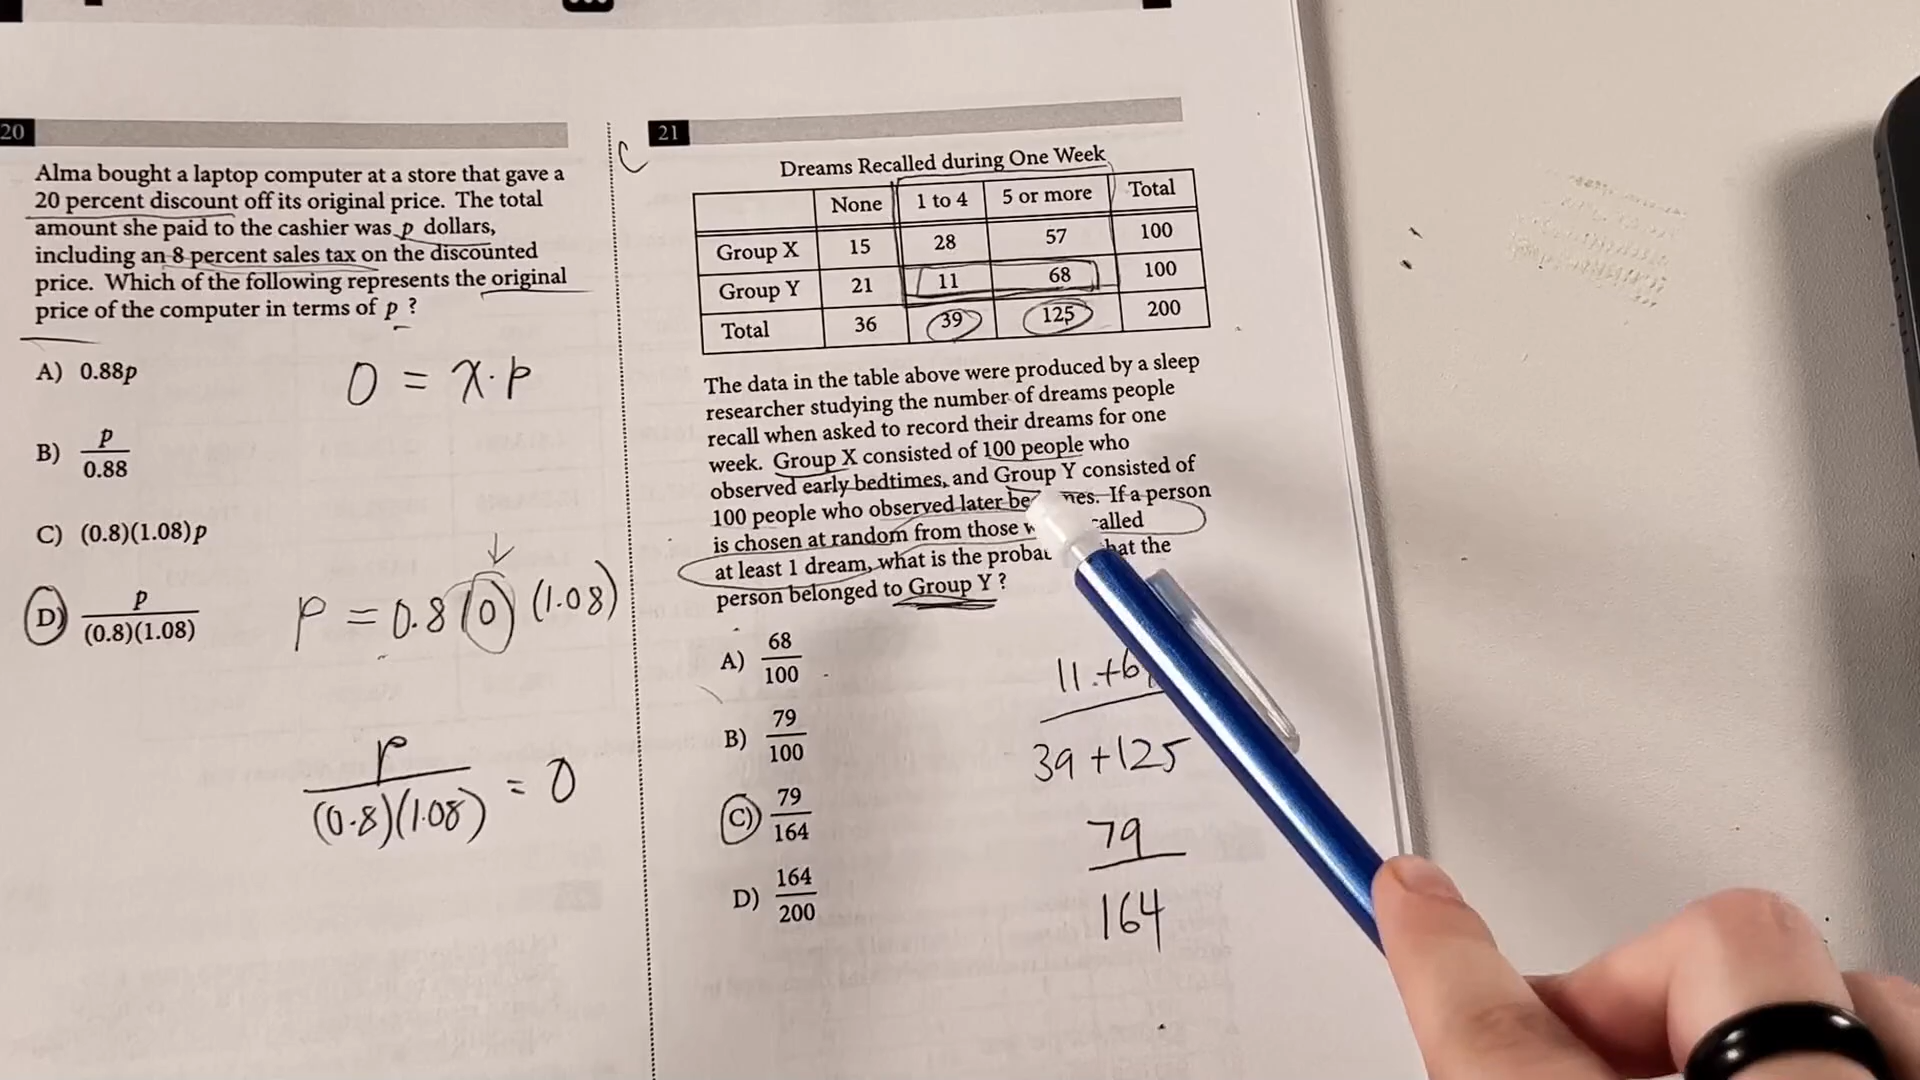 20
Alma bought a laptop computer at a store that gave a
20 percent discount off its original price. The total
amount she paid to the cashier was p dollars,
including an 8 percent sales tax on the discounted
price. Which of the following represents the original
price of the computer in terms of p ?
A) 0.88p
B) p
0.88
C) (0.8)(1.08)p
D) p
(0.8)(1.08)
O = x · p
p = 0.8(O)(1.08)
p
(0.8)(1.08) = O
C
21
Dreams Recalled during One Week
None 1 to 4 5 or more Total
Group X 15 28 57 100
Group Y 21 11 68 100
Total 36 39 125 200
The data in the table above were produced by a sleep
researcher studying the number of dreams people
recall when asked to record their dreams for one
week. Group X consisted of 100 people who
observed early bedtimes, and Group Y consisted of
100 people who observed later be mes. If a person
is chosen at random from those w called
at least 1 dream, what is the probab hat the
person belonged to Group Y ?
A) 68
100
B) 79
100
C) 79
164
D) 164
200
11 + 6
39 + 125
79
164